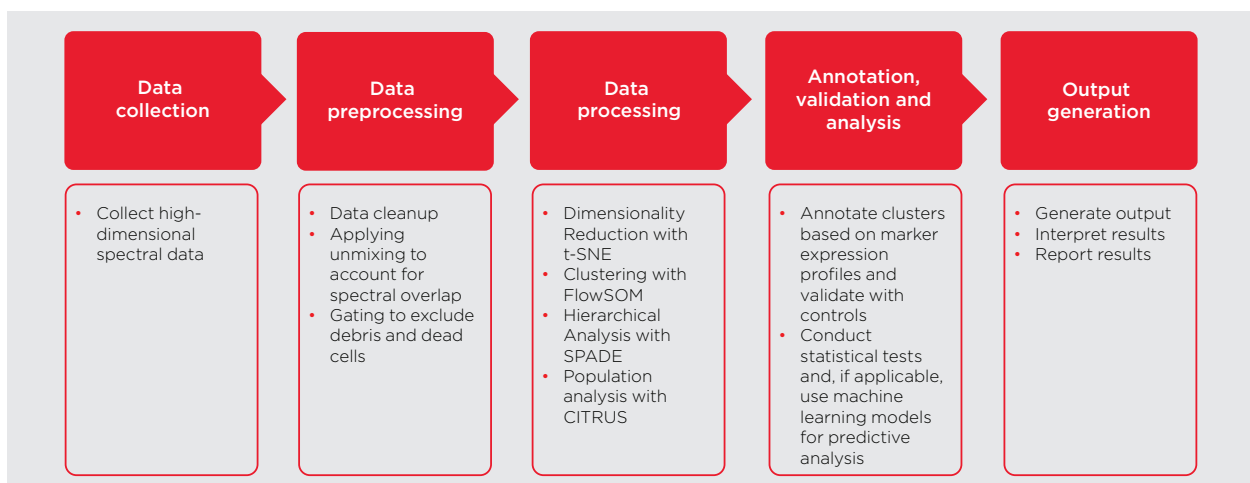 Data
collection
Data
preprocessing
Data
processing
Annotation,
validation and
analysis
Output
generation
• Collect high-
dimensional
spectral data
• Data cleanup
• Applying
unmixing to
account for
spectral overlap
• Gating to exclude
debris and dead
cells
• Dimensionality
Reduction with
t-SNE
• Clustering with
FlowSOM
• Hierarchical
Analysis with
SPADE
• Population
analysis with
CITRUS
• Annotate clusters
based on marker
expression
profiles and
validate with
controls
• Conduct
statistical tests
and, if applicable,
use machine
learning models
for predictive
analysis
• Generate output
• Interpret results
• Report results